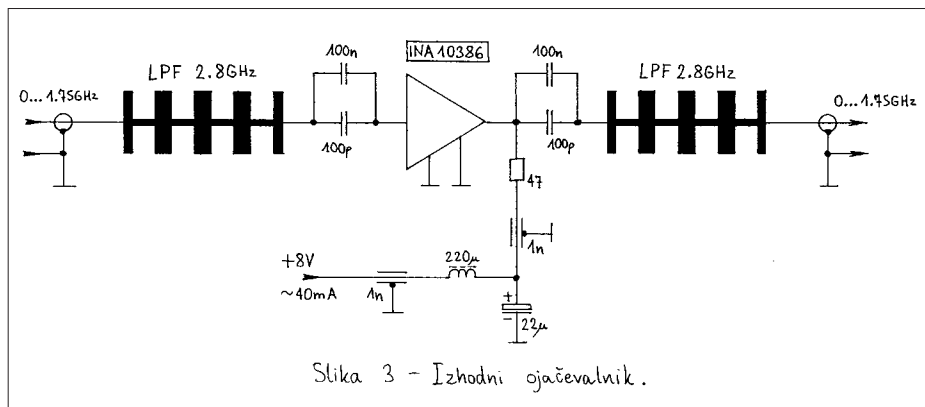 100n
INA 10386
100n
LPF 2.8GHz
LPF 2.8GHz
0...1.75GHz
0...1.75GHz
100p
100p
47
1n
+8V
220µ
~40mA
1n
+
-
22µ
Slika 3 - Izhodni ojačevalnik.